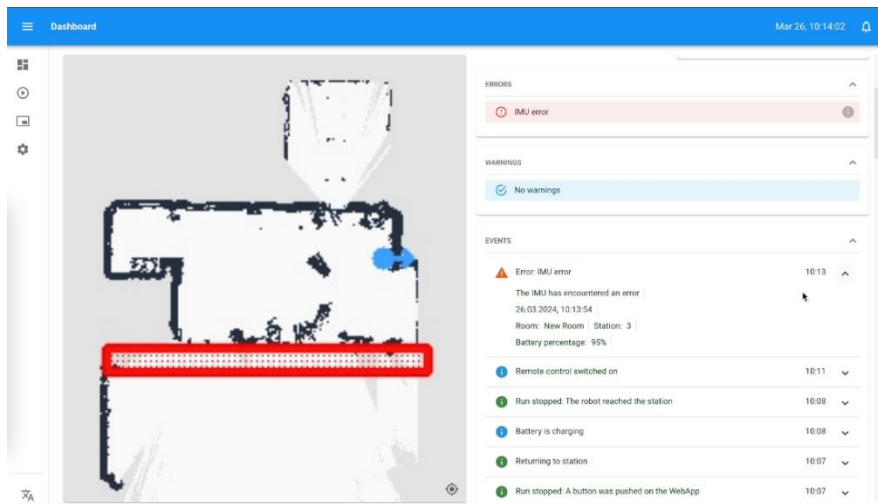 Dashboard
Mar 26, 10:14:02
ERRORS
IMU error
WARNINGS
No warnings
EVENTS
Error: IMU error 10:13
The IMU has encountered an error
26.03.2024, 10:13:54
Room: New Room Station: 3
Battery percentage: 95%
Remote control switched on 10:11
Run stopped: The robot reached the station 10:08
Battery is charging 10:08
Returning to station 10:07
Run stopped: A button was pushed on the WebApp 10:07